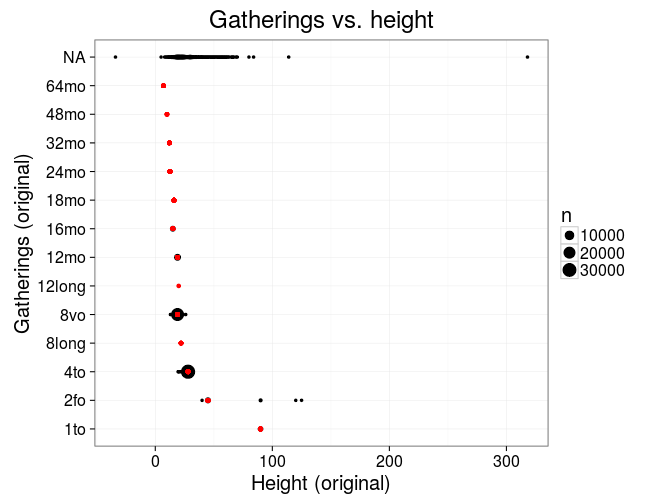 Gatherings vs. height
Gatherings (original)
NA
64mo
48mo
32mo
24mo
18mo
16mo
12mo
12long
8vo
8long
4to
2fo
1to
0 100 200 300
Height (original)
n
10000
20000
30000